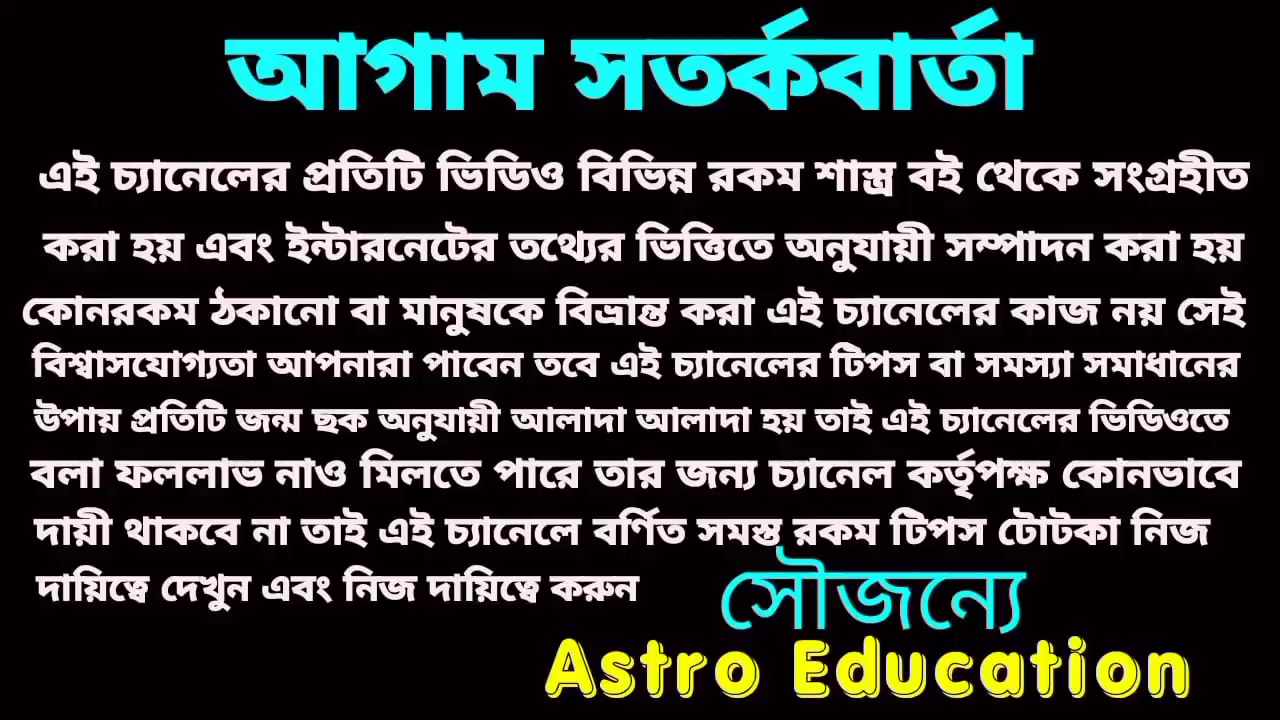 আগাম সতর্কবার্তা
এই চ্যানেলের প্রতিটি ভিডিও বিভিন্ন রকম শাস্ত্র বই থেকে সংগ্রহীত
করা হয় এবং ইন্টারনেটের তথ্যের ভিত্তিতে অনুযায়ী সম্পাদন করা হয়
কোনরকম ঠকানো বা মানুষকে বিভ্রান্ত করা এই চ্যানেলের কাজ নয় সেই
বিশ্বাসযোগ্যতা আপনারা পাবেন তবে এই চ্যানেলের টিপস বা সমস্যা সমাধানের
উপায় প্রতিটি জন্ম ছক অনুযায়ী আলাদা আলাদা হয় তাই এই চ্যানেলের ভিডিওতে
বলা ফললাভ নাও মিলতে পারে তার জন্য চ্যানেল কর্তৃপক্ষ কোনভাবে
দায়ী থাকবে না তাই এই চ্যানেলে বর্ণিত সমস্ত রকম টিপস টোটকা নিজ
দায়িত্বে দেখুন এবং নিজ দায়িত্বে করুন
সৌজন্যে
Astro Education